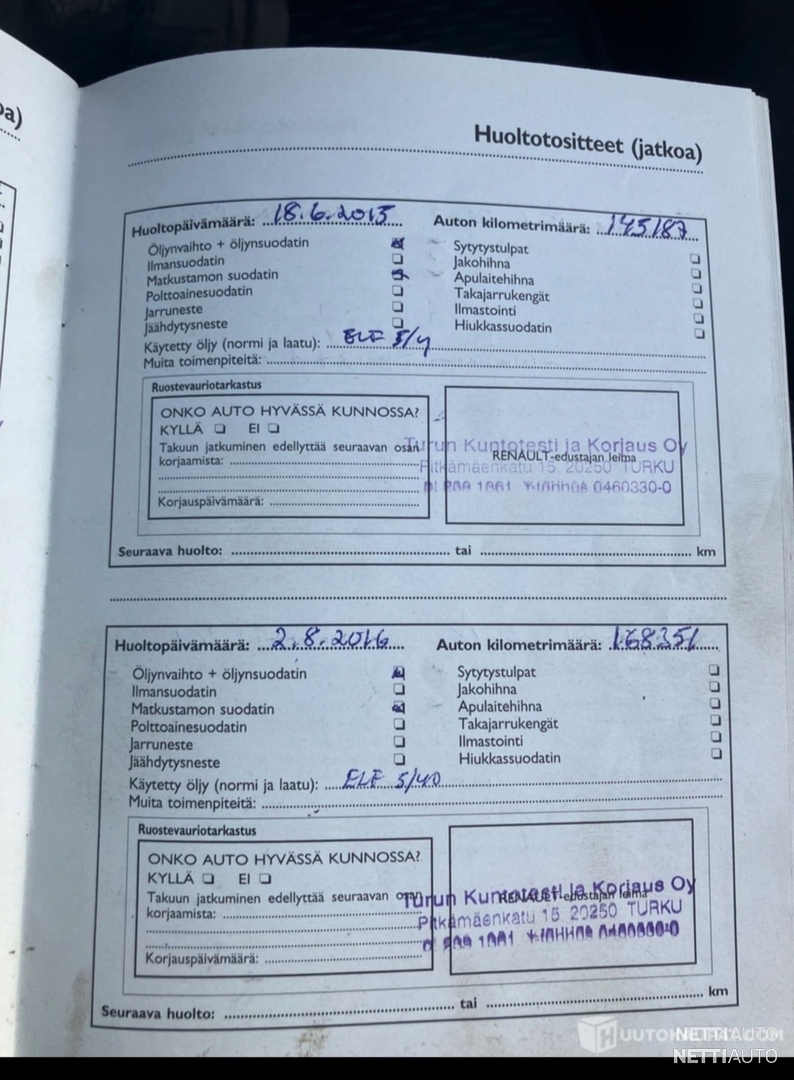 Huoltotositteet (jatkoa)
Huoltopäivämäärä: 18.6.2015 Auton kilometrimäärä: 145187
Öljynvaihto + öljynsuodatin Sytytystulpat
Ilmansuodatin Jakohihna
Matkustamon suodatin Apulaitehihna
Polttoainesuodatin Takajarrukengät
Jarruneste Ilmastointi
Jäähdytysneste Hiukkassuodatin
Käytetty öljy (normi ja laatu): ELF 5/4
Muita toimenpiteitä:
Ruostevauriotarkastus
ONKO AUTO HYVÄSSÄ KUNNOSSA?
KYLLÄ EI
Takuun jatkuminen edellyttää seuraavan osan
korjaamista:
Korjauspäivämäärä:
Turun Kuntotesti ja Korjaus Oy
RENAULT-edustajan leima
Pitkämäenkatu 15, 20250 TURKU
0460330-0
Seuraava huolto: tai km
Huoltopäivämäärä: 2.8.2016 Auton kilometrimäärä: 168351
Öljynvaihto + öljynsuodatin Sytytystulpat
Ilmansuodatin Jakohihna
Matkustamon suodatin Apulaitehihna
Polttoainesuodatin Takajarrukengät
Jarruneste Ilmastointi
Jäähdytysneste Hiukkassuodatin
Käytetty öljy (normi ja laatu): ELF 5/40
Muita toimenpiteitä:
Ruostevauriotarkastus
ONKO AUTO HYVÄSSÄ KUNNOSSA?
KYLLÄ EI
Takuun jatkuminen edellyttää seuraavan osan
korjaamista:
Korjauspäivämäärä:
Turun Kuntotesti ja Korjaus Oy
RENAULT-edustajan leima
Pitkämäenkatu 15 20250 TURKU
Seuraava huolto: tai km
NETTIAUTO
NETTIAUTO